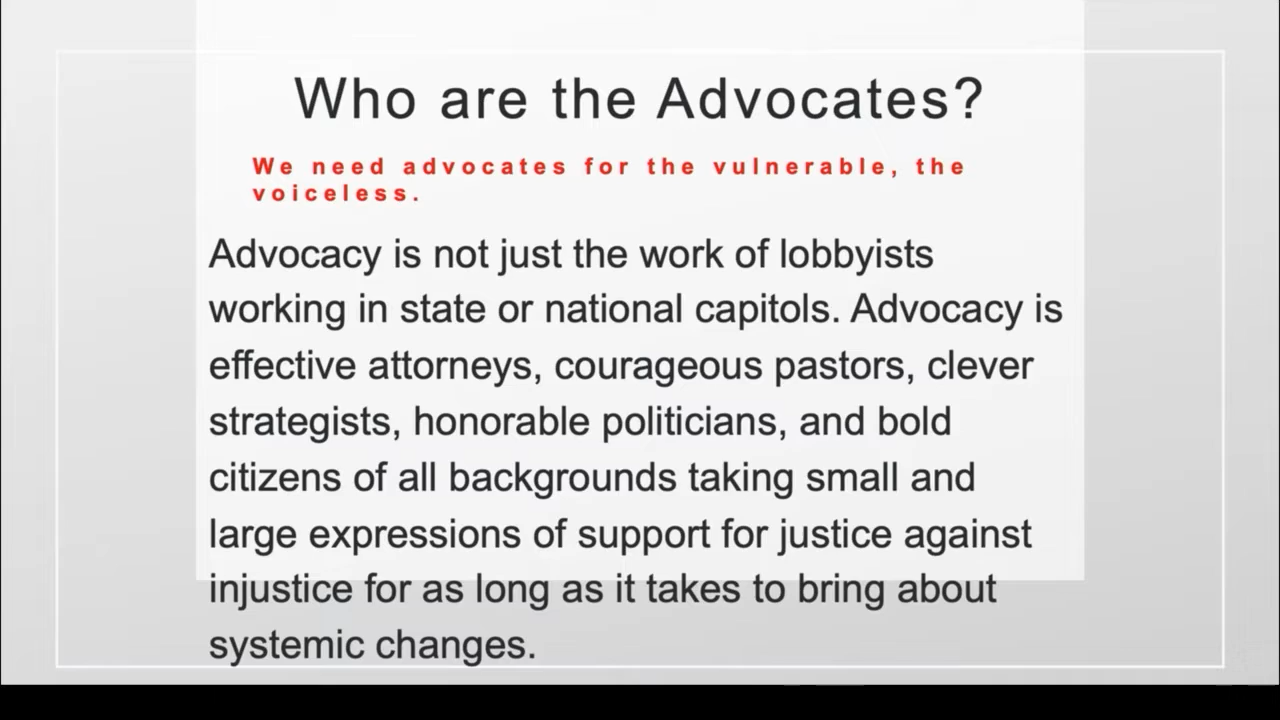 Who are the Advocates?
We need advocates for the vulnerable, the
voiceless.
Advocacy is not just the work of lobbyists
working in state or national capitols. Advocacy is
effective attorneys, courageous pastors, clever
strategists, honorable politicians, and bold
citizens of all backgrounds taking small and
large expressions of support for justice against
injustice for as long as it takes to bring about
systemic changes.